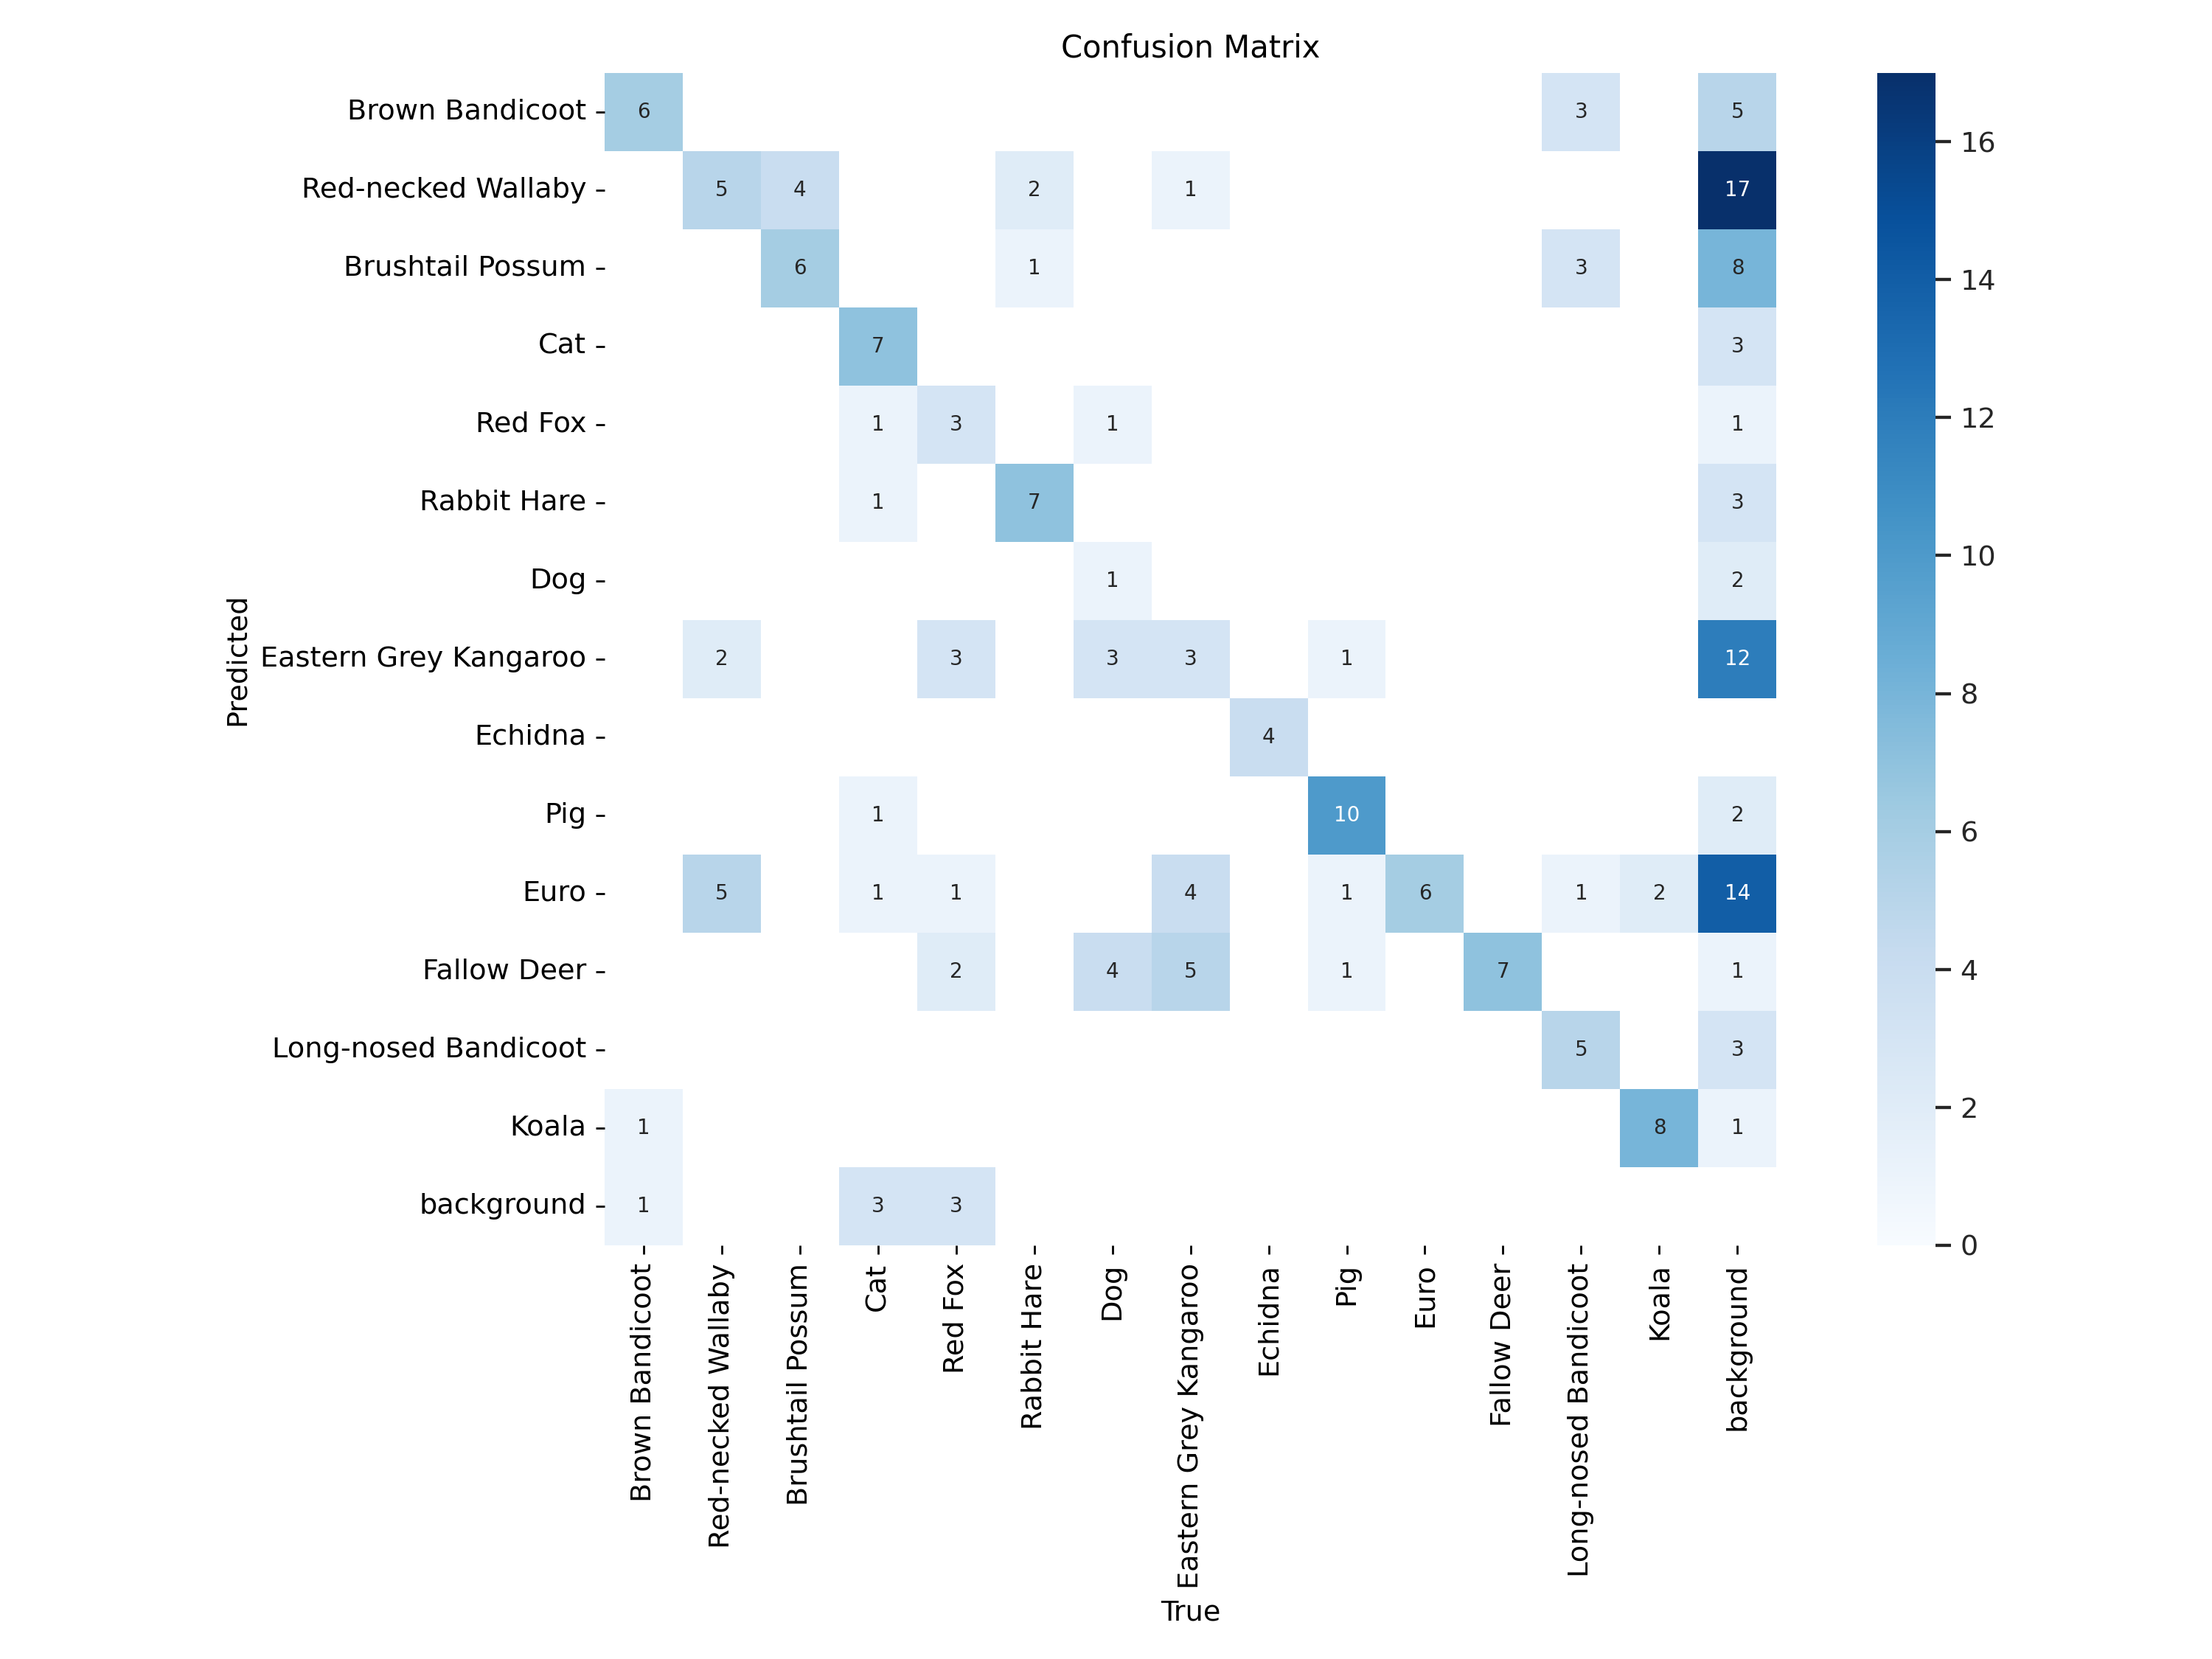 Confusion Matrix
Predicted
Brown Bandicoot 6 3 5
Red-necked Wallaby 5 4 2 1 17
Brushtail Possum 6 1 3 8
Cat 7 3
Red Fox 1 3 1 1
Rabbit Hare 1 7 3
Dog 1 2
Eastern Grey Kangaroo 2 3 3 3 1 12
Echidna 4
Pig 1 10 2
Euro 5 1 1 4 1 6 1 2 14
Fallow Deer 2 4 5 1 7 1
Long-nosed Bandicoot 5 3
Koala 1 8 1
background 1 3 3
Brown Bandicoot
Red-necked Wallaby
Brushtail Possum
Cat
Red Fox
Rabbit Hare
Dog
Eastern Grey Kangaroo
Echidna
Pig
Euro
Fallow Deer
Long-nosed Bandicoot
Koala
background
True
16
14
12
10
8
6
4
2
0